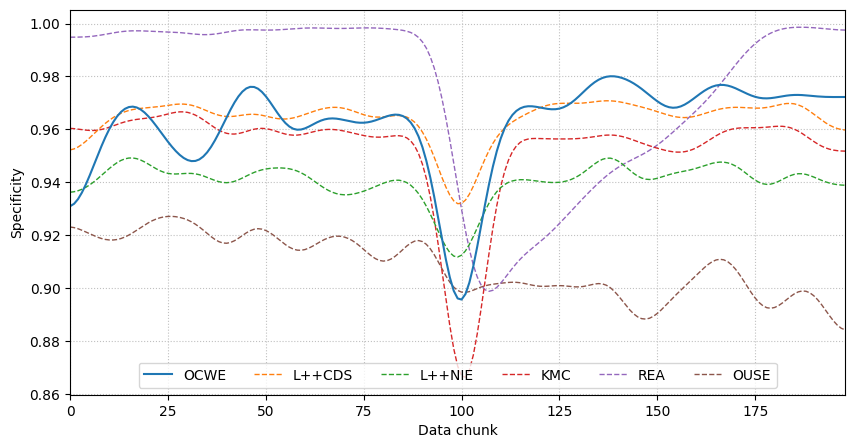 1.00
0.98
0.96
0.94
0.92
0.90
0.88
0.86
Specificity
OCWE L++CDS L++NIE KMC REA OUSE
0 25 50 75 100 125 150 175
Data chunk